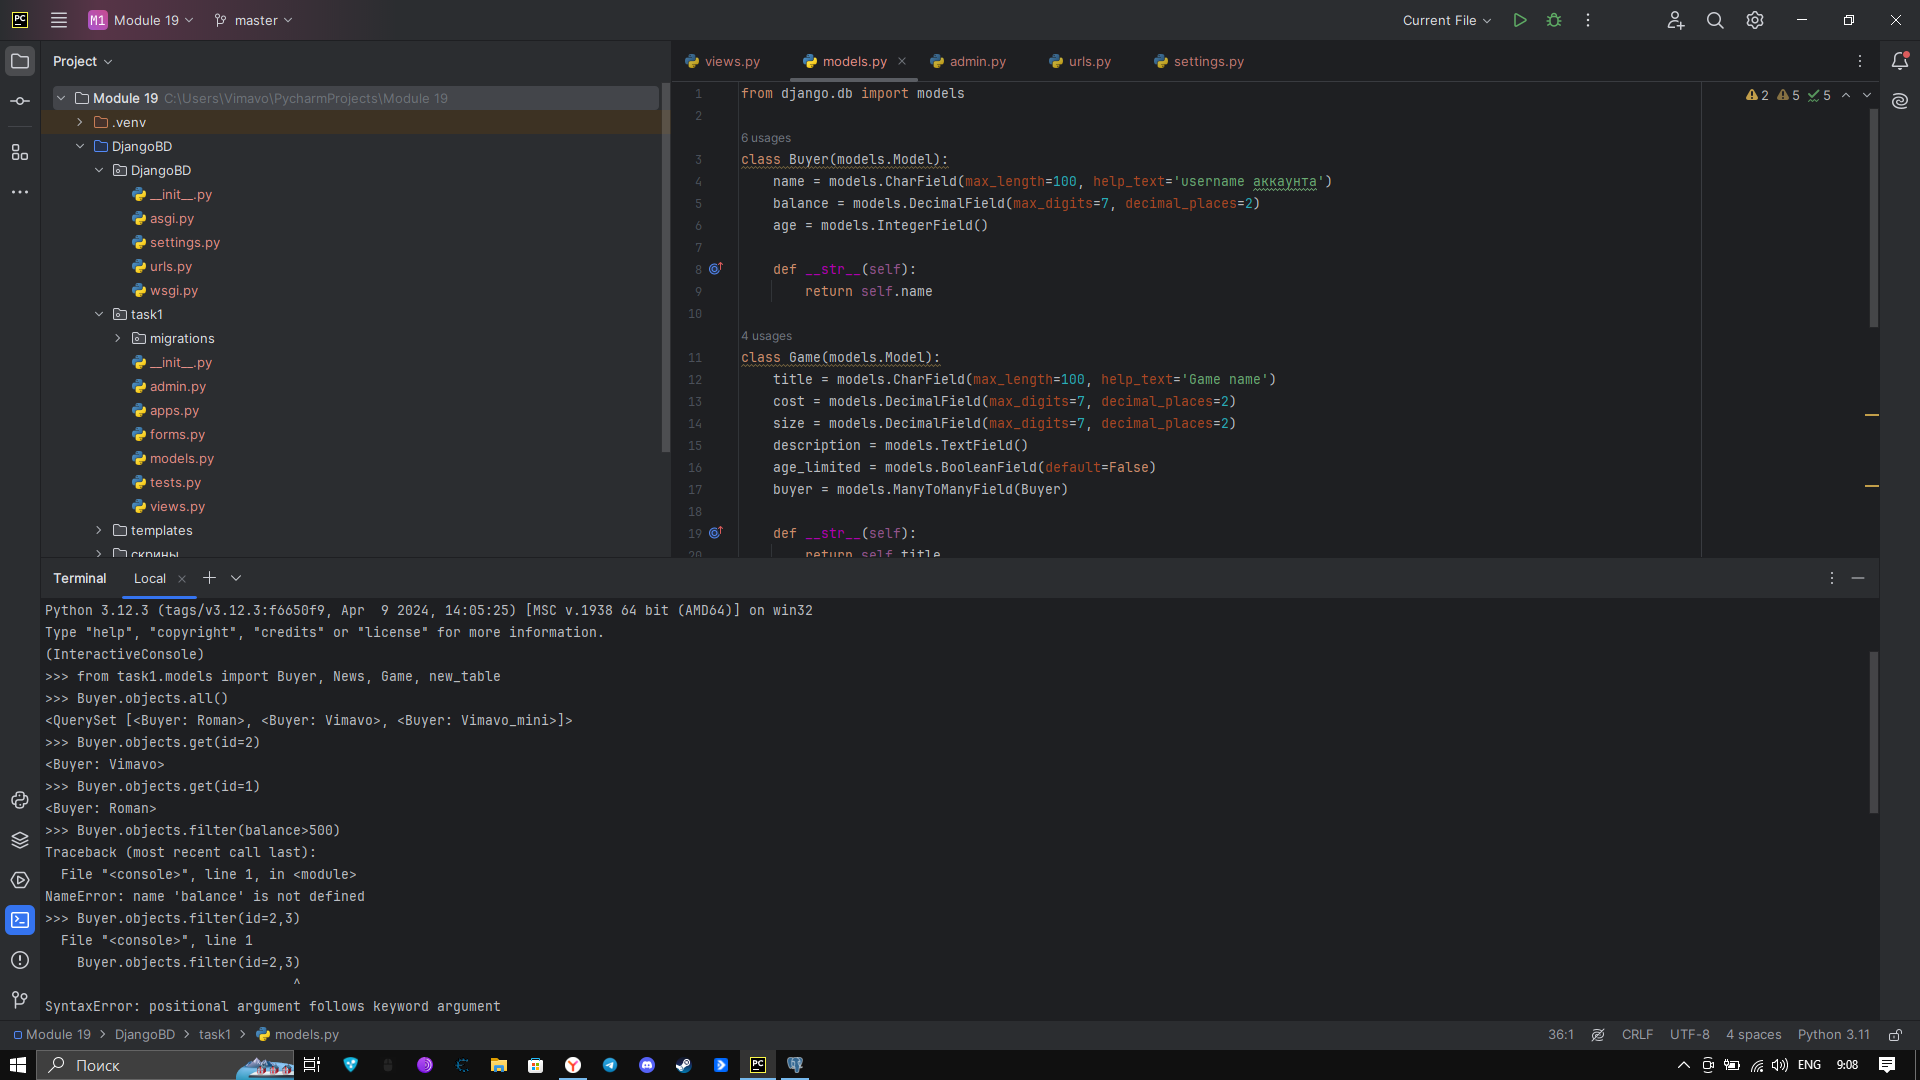 PC M1 Module 19 master Current File
Project
views.py models.py admin.py urls.py settings.py
Module 19 C:\Users\Vimavo\PycharmProjects\Module 19
.venv
DjangoBD
DjangoBD
__init__.py
asgi.py
settings.py
urls.py
wsgi.py
task1
migrations
__init__.py
admin.py
apps.py
forms.py
models.py
tests.py
views.py
templates
скрины
2 5 5
1 from django.db import models
2
6 usages
3 class Buyer(models.Model):
4 name = models.CharField(max_length=100, help_text='username аккаунта')
5 balance = models.DecimalField(max_digits=7, decimal_places=2)
6 age = models.IntegerField()
7
8 def __str__(self):
9 return self.name
10
4 usages
11 class Game(models.Model):
12 title = models.CharField(max_length=100, help_text='Game name')
13 cost = models.DecimalField(max_digits=7, decimal_places=2)
14 size = models.DecimalField(max_digits=7, decimal_places=2)
15 description = models.TextField()
16 age_limited = models.BooleanField(default=False)
17 buyer = models.ManyToManyField(Buyer)
18
19 def __str__(self):
20 return self.title
Terminal Local
Python 3.12.3 (tags/v3.12.3:f6650f9, Apr  9 2024, 14:05:25) [MSC v.1938 64 bit (AMD64)] on win32
Type "help", "copyright", "credits" or "license" for more information.
(InteractiveConsole)
>>> from task1.models import Buyer, News, Game, new_table
>>> Buyer.objects.all()
<QuerySet [<Buyer: Roman>, <Buyer: Vimavo>, <Buyer: Vimavo_mini>]>
>>> Buyer.objects.get(id=2)
<Buyer: Vimavo>
>>> Buyer.objects.get(id=1)
<Buyer: Roman>
>>> Buyer.objects.filter(balance>500)
Traceback (most recent call last):
File "<console>", line 1, in <module>
NameError: name 'balance' is not defined
>>> Buyer.objects.filter(id=2,3)
File "<console>", line 1
Buyer.objects.filter(id=2,3)
^
SyntaxError: positional argument follows keyword argument
Module 19 > DjangoBD > task1 > models.py 36:1 CRLF UTF-8 4 spaces Python 3.11
Поиск PC ENG 9:08